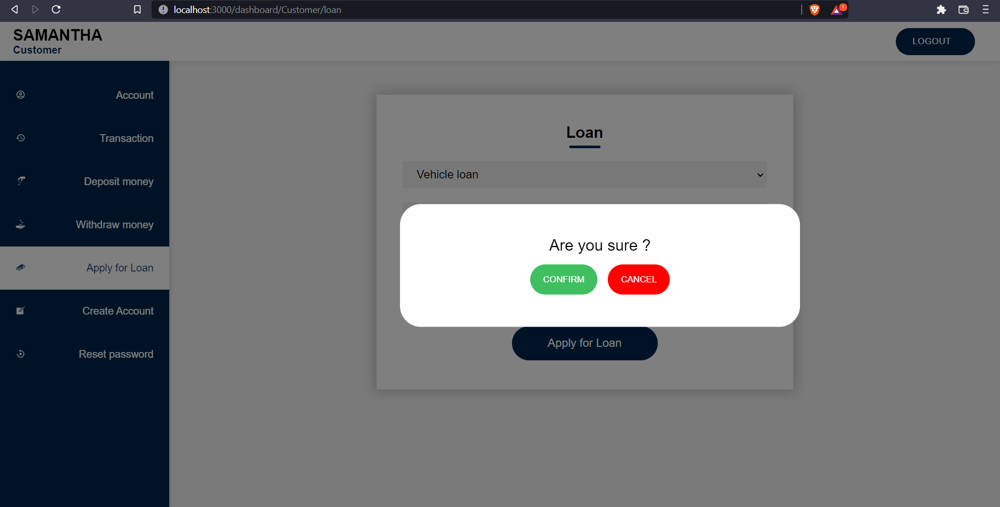 localhost:3000/dashboard/Customer/loan
1
SAMANTHA
Customer
LOGOUT
Account
Transaction
Deposit money
Withdraw money
Apply for Loan
Create Account
Reset password
Loan
Vehicle loan
Are you sure ?
CONFIRM
CANCEL
Apply for Loan